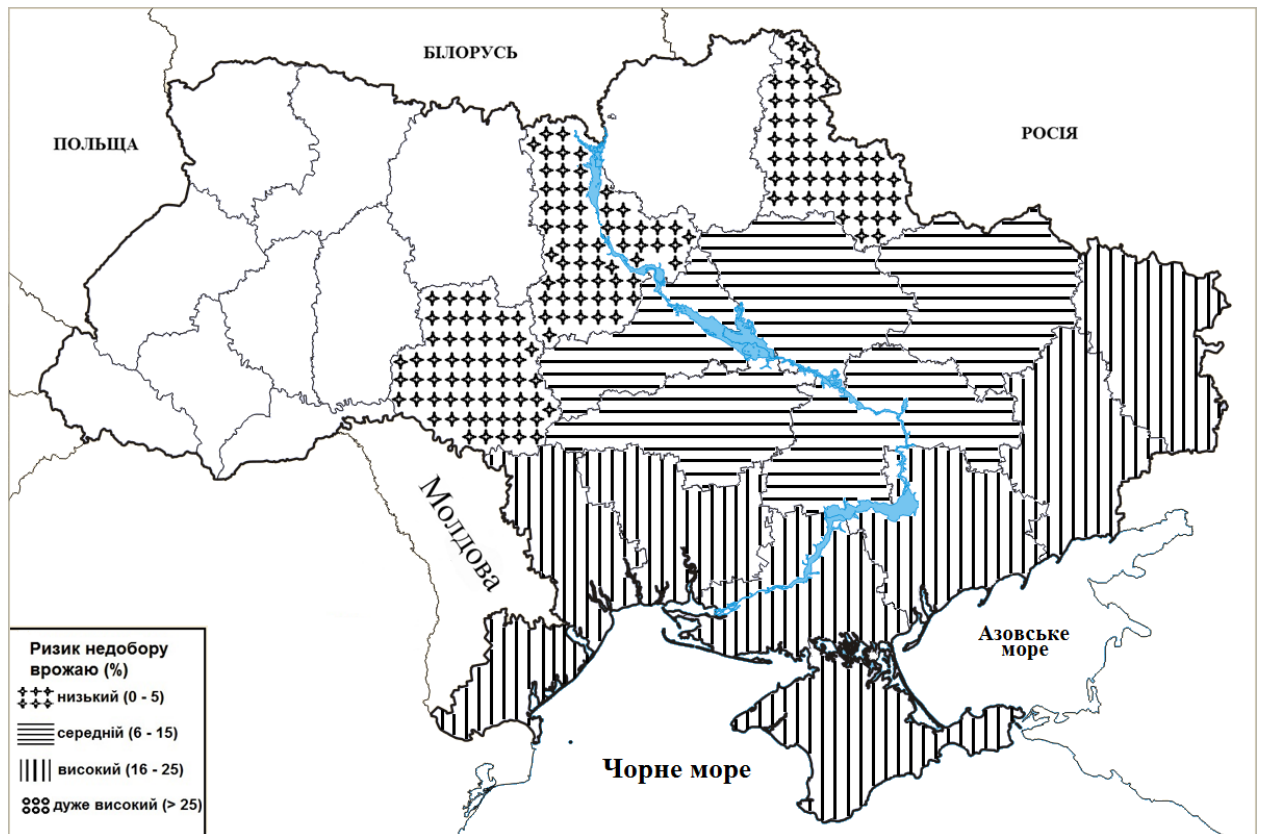 БІЛОРУСЬ
ПОЛЬЩА
РОСІЯ
Молдова
Азовське
море
Чорне море
Ризик недобору
врожаю (%)
низький (0 - 5)
середній (6 - 15)
високий (16 - 25)
дуже високий (> 25)